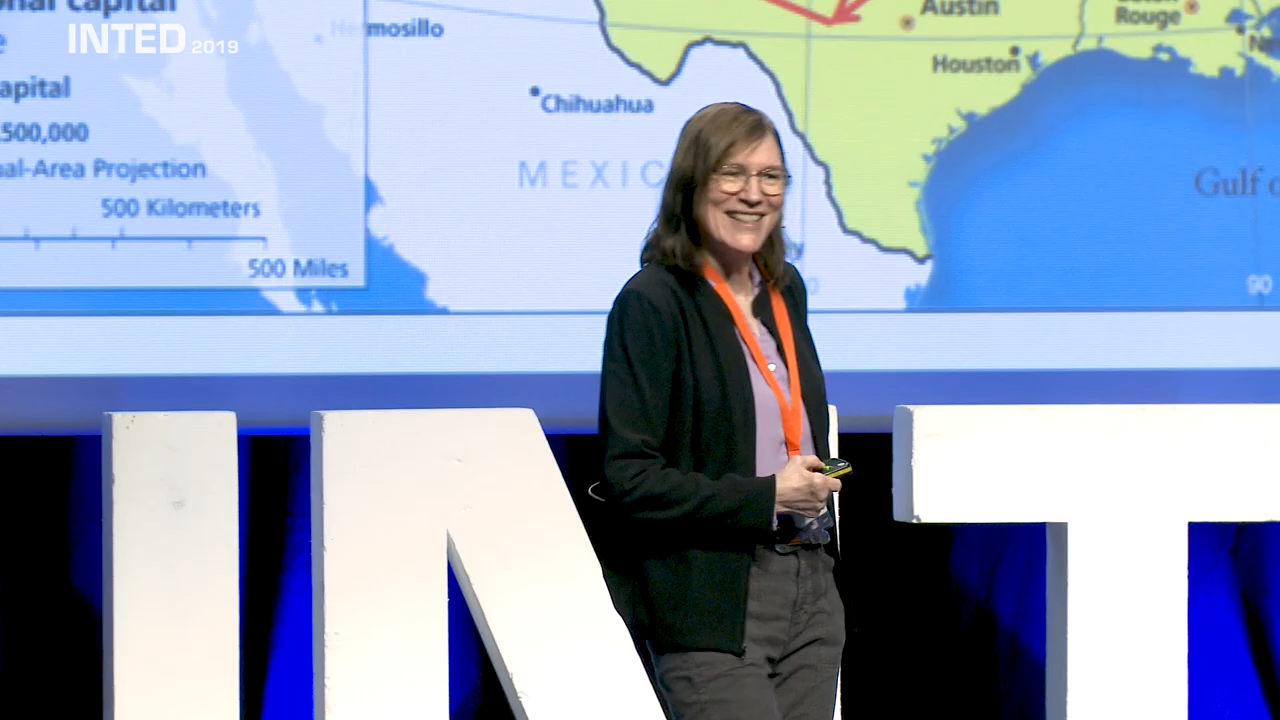 onal capital
INTED 2019
apital
500,000
ual-Area Projection
500 Kilometers
500 Miles
Hermosillo
Chihuahua
MEXIC
Austin
Rouge
Houston
Gulf
90
INT